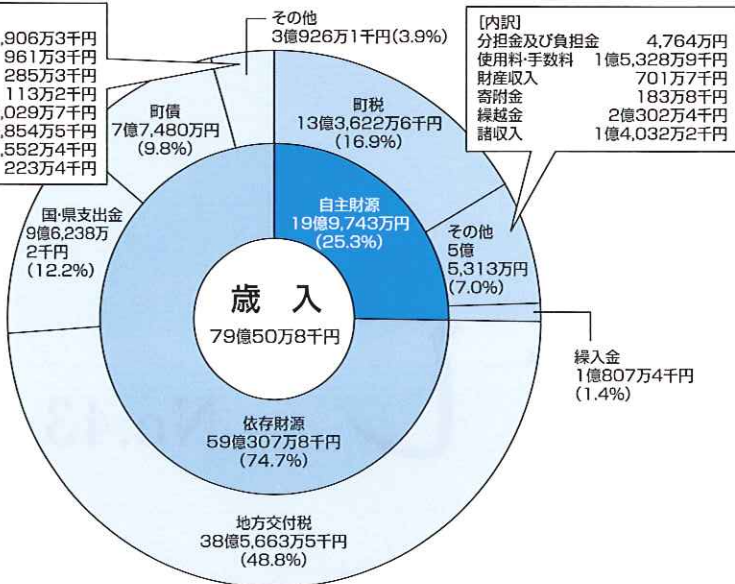 ,906万3千円
961万3千円
285万3千円
113万2千円
,029万7千円
,854万5千円
,552万4千円
223万4千円
その他
3億926万1千円(3.9%)
[内訳]
分担金及び負担金 4,764万円
使用料・手数料 1億5,328万9千円
財産収入 701万7千円
寄附金 183万8千円
繰越金 2億302万4千円
諸収入 1億4,032万2千円
町債
7億7,480万円
(9.8%)
町税
13億3,622万6千円
(16.9%)
国・県支出金
9億6,238万
2千円
(12.2%)
自主財源
19億9,743万円
(25.3%)
その他
5億
5,313万円
(7.0%)
歳 入
79億50万8千円
繰入金
1億807万4千円
(1.4%)
依存財源
59億307万8千円
(74.7%)
地方交付税
38億5,663万5千円
(48.8%)